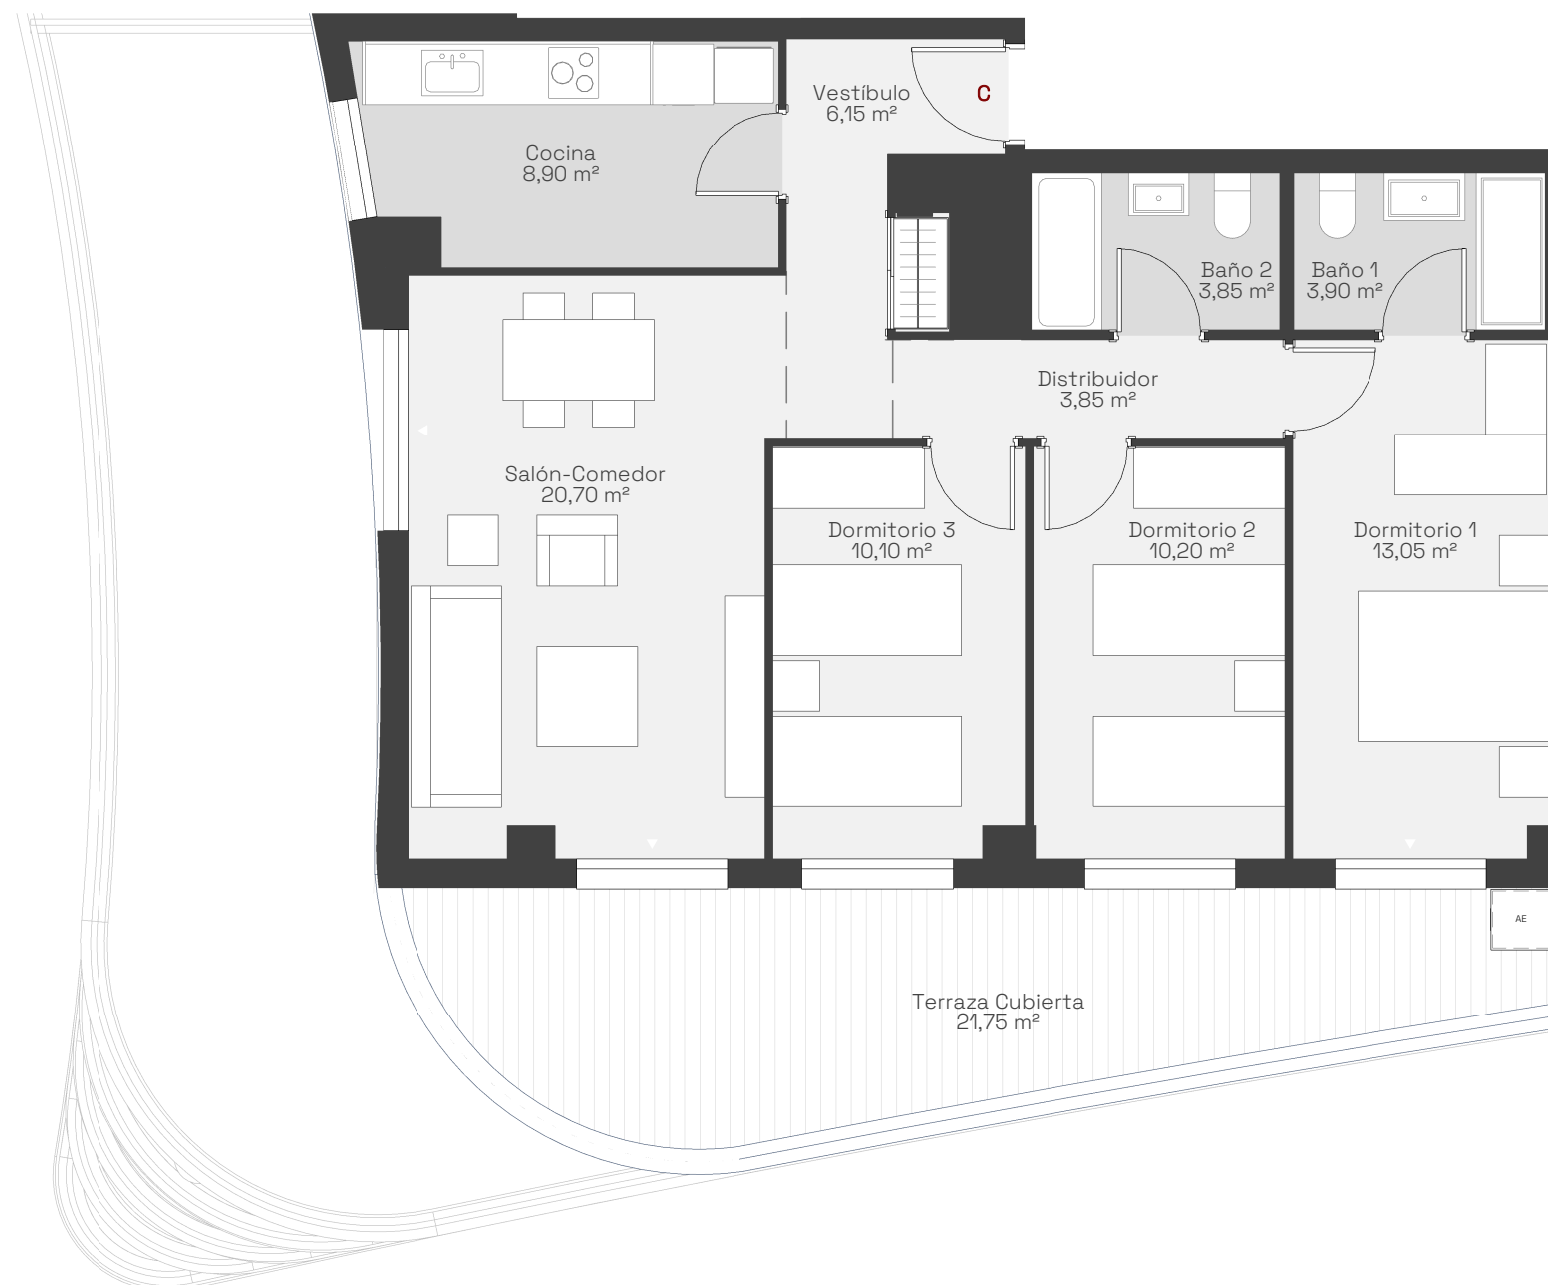 Vestíbulo
6,15 m²
C
Cocina
8,90 m²
Baño 2
3,85 m²
Baño 1
3,90 m²
Distribuidor
3,85 m²
Salón-Comedor
20,70 m²
Dormitorio 3
10,10 m²
Dormitorio 2
10,20 m²
Dormitorio 1
13,05 m²
AE
Terraza Cubierta
21,75 m²